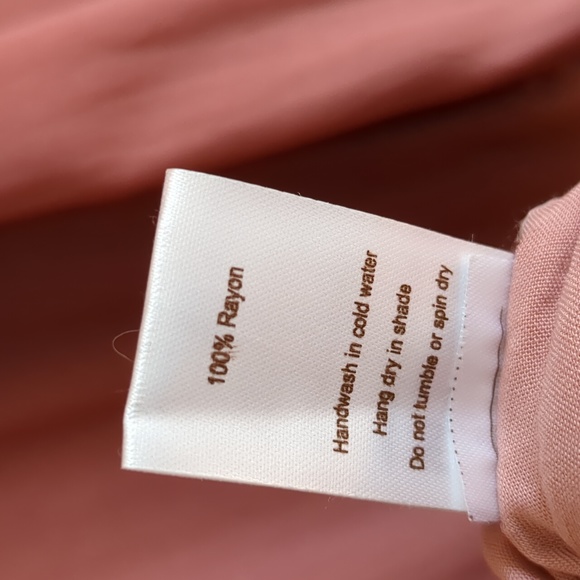 100% Rayon
Handwash in cold water
Hang dry in shade
Do not tumble or spin dry